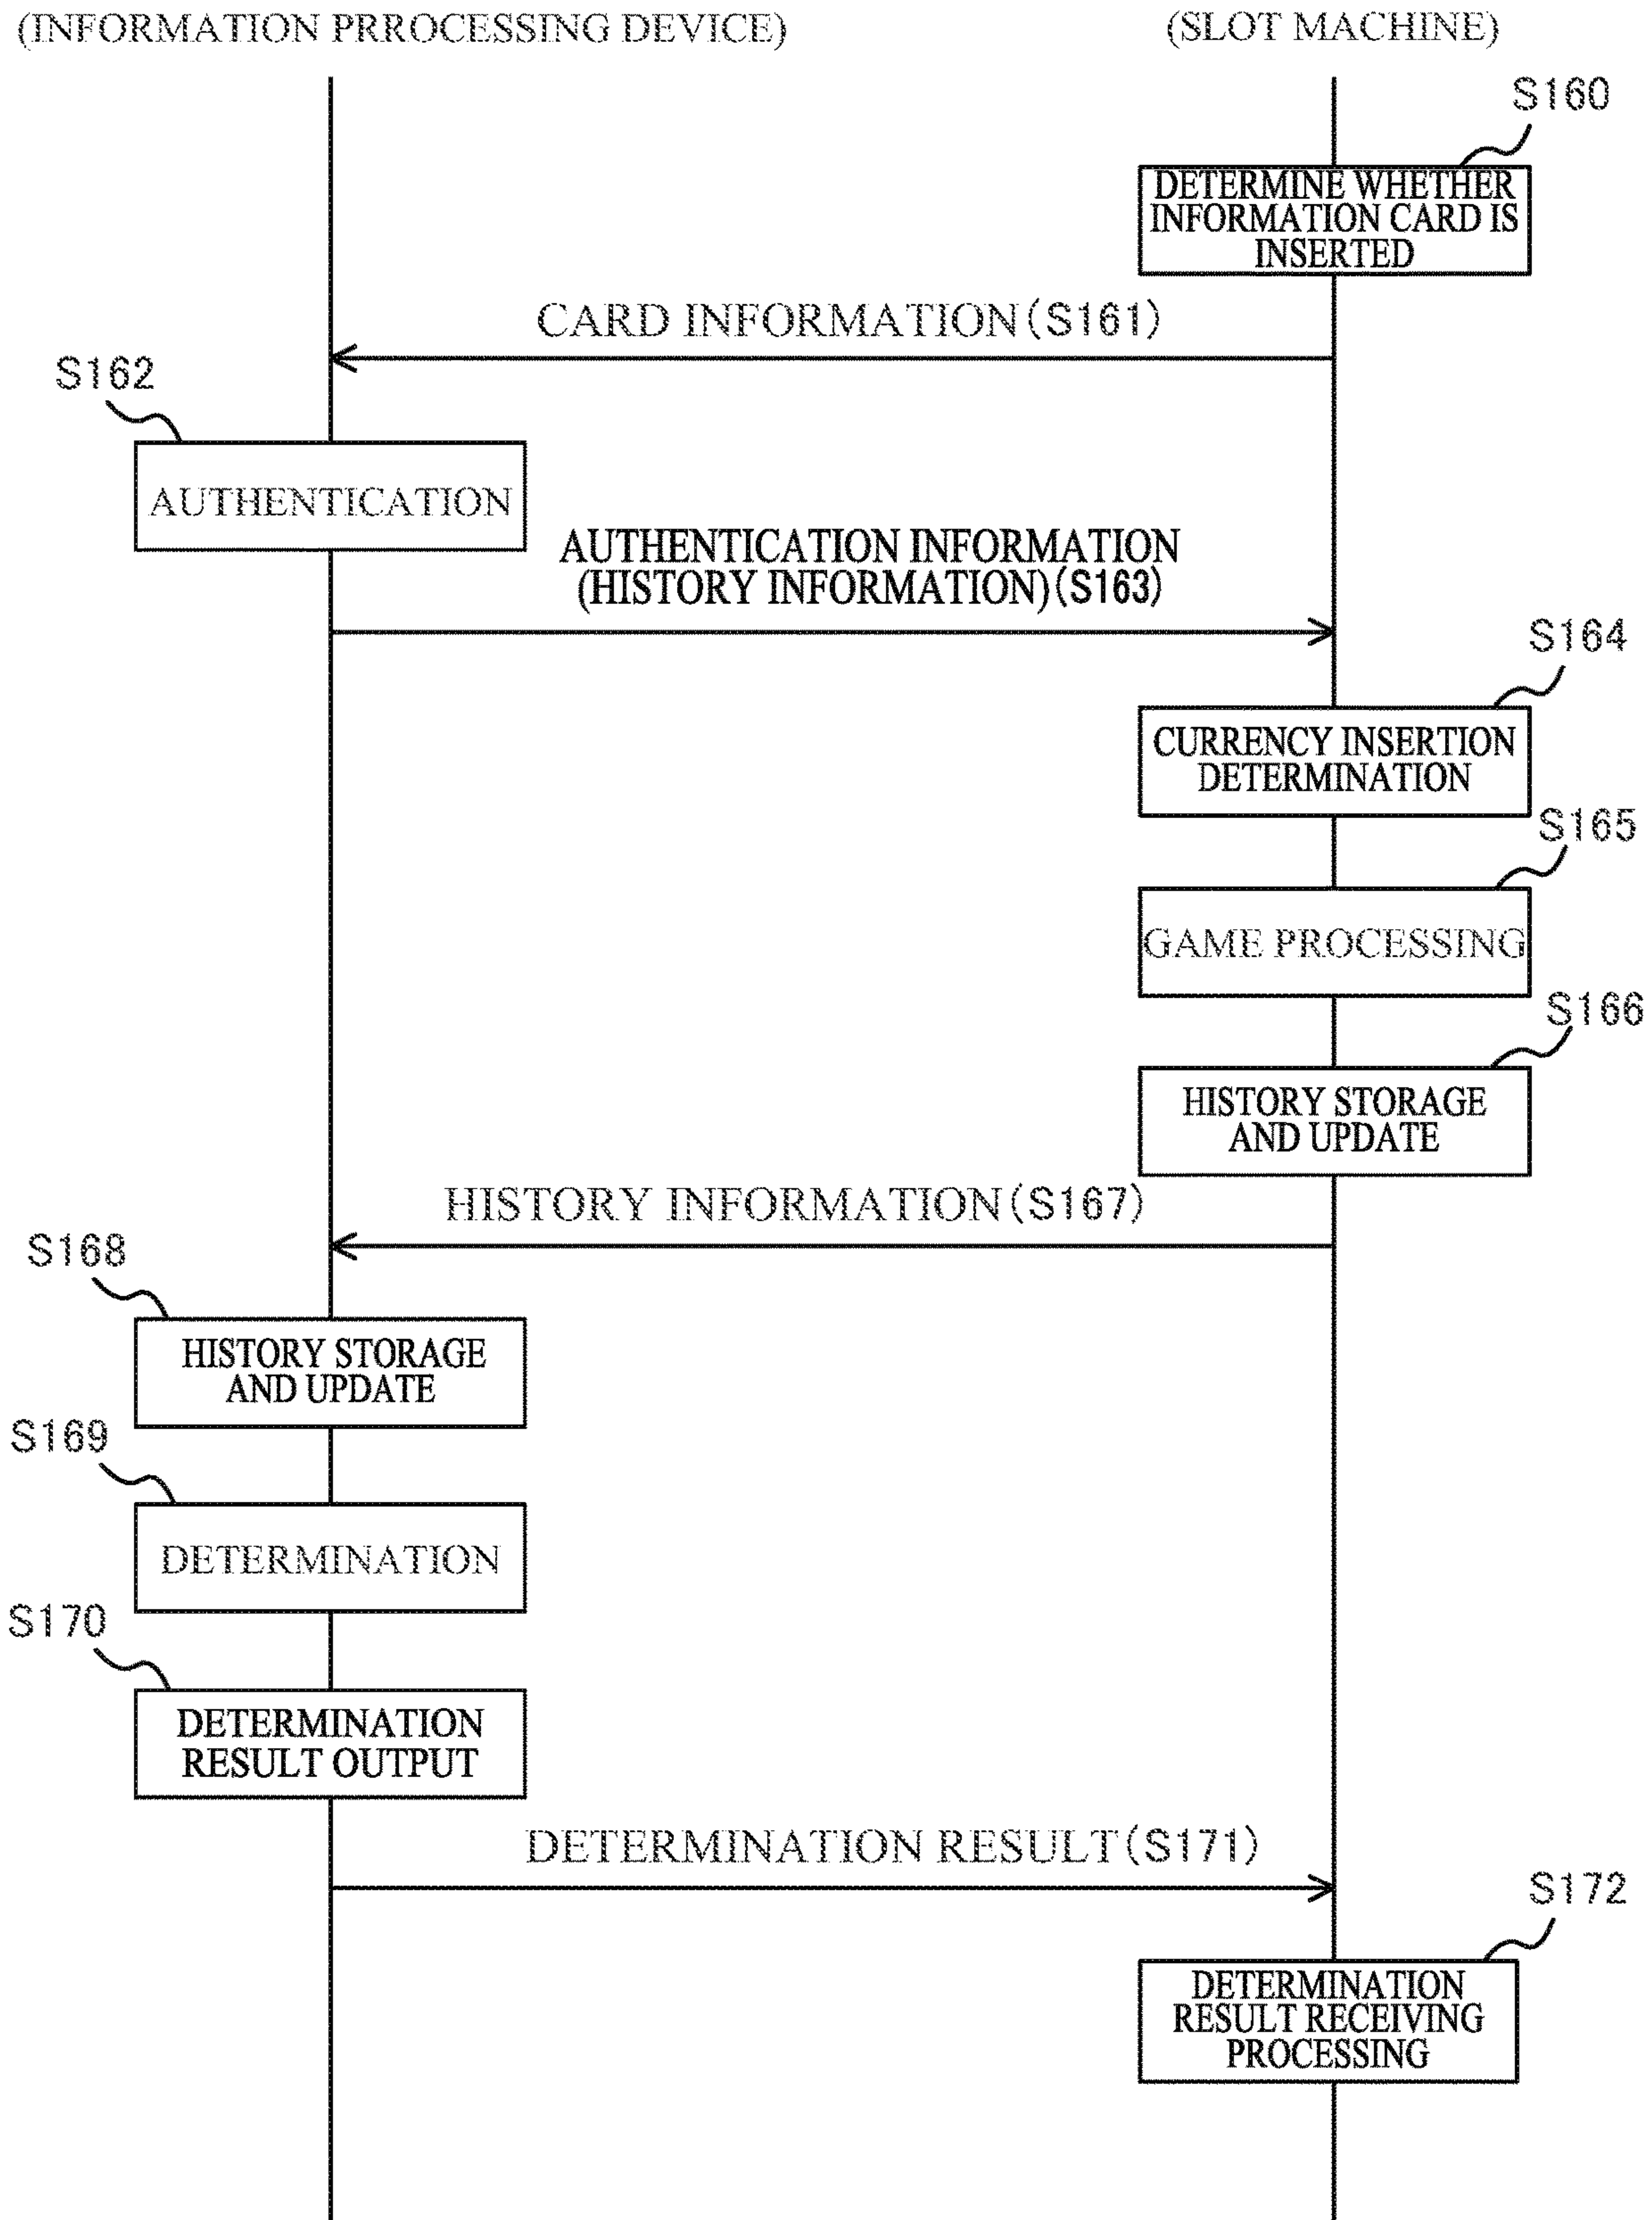 (INFORMATION PRROCESSING DEVICE)
(SLOT MACHINE)
S160
DETERMINE WHETHER
INFORMATION CARD IS
INSERTED
CARD INFORMATION(S161)
S162
AUTHENTICATION
AUTHENTICATION INFORMATION
(HISTORY INFORMATION)(S163)
S164
CURRENCY INSERTION
DETERMINATION
S165
GAME PROCESSING
S166
HISTORY STORAGE
AND UPDATE
HISTORY INFORMATION(S167)
S168
HISTORY STORAGE
AND UPDATE
S169
DETERMINATION
S170
DETERMINATION
RESULT OUTPUT
DETERMINATION RESULT(S171)
S172
DETERMINATION
RESULT RECEIVING
PROCESSING